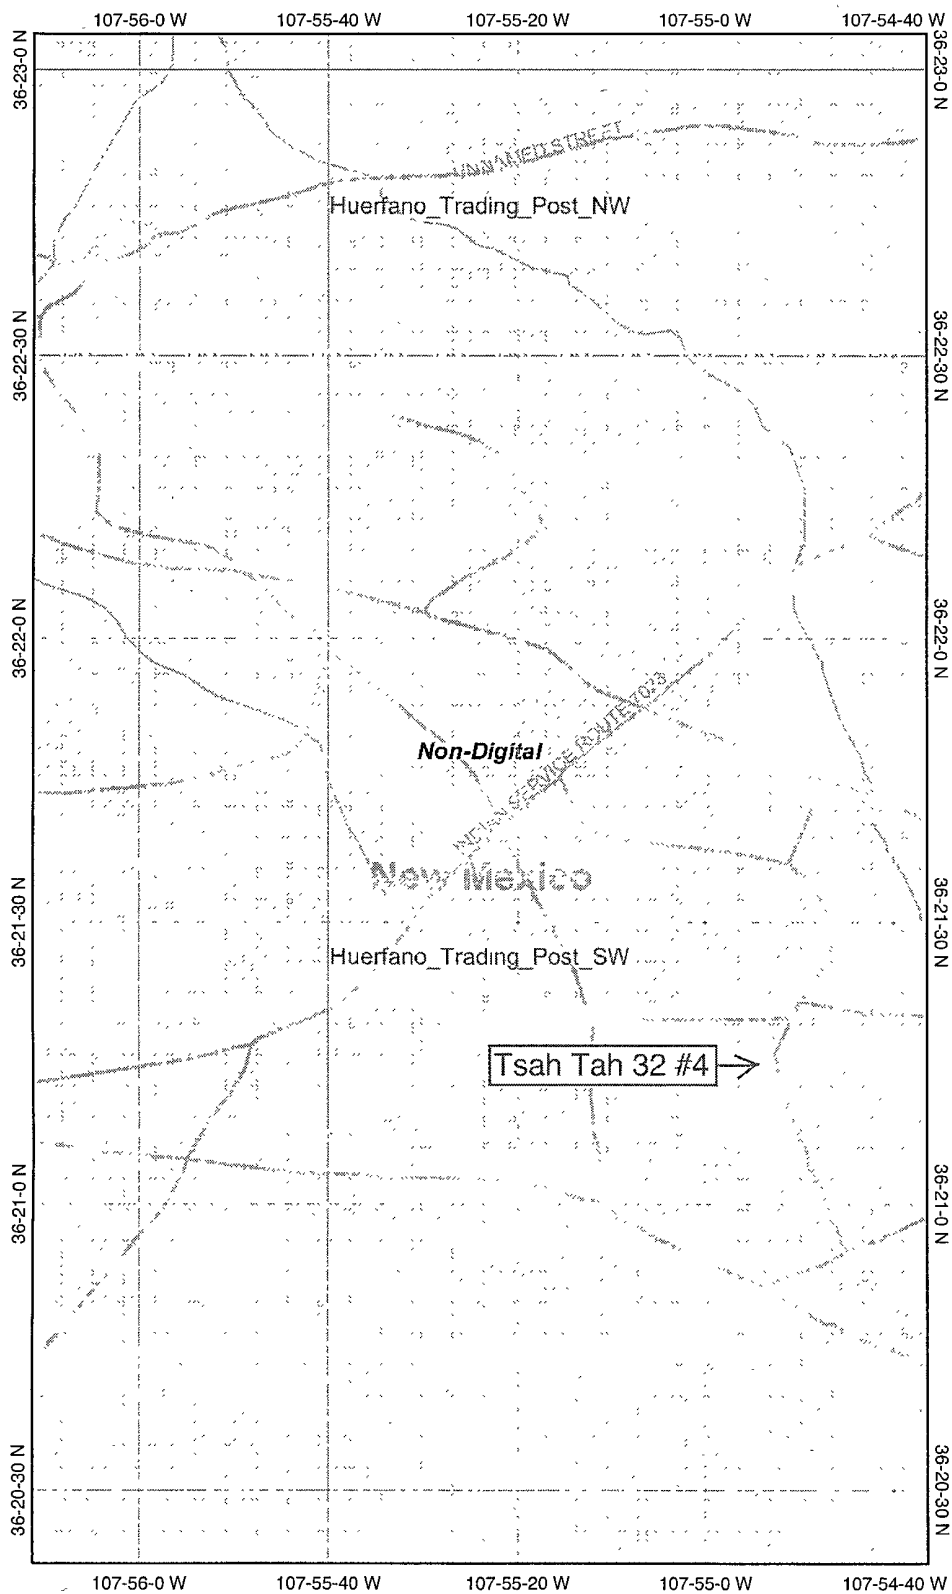 107-56-0 W 107-55-40 W 107-55-20 W 107-55-0 W 107-54-40 W
36-23-0 N 36-23-0 N
UNNAMED STREET
Huerfano_Trading_Post_NW
36-22-30 N 36-22-30 N
36-22-0 N 36-22-0 N
INDIAN SERVICE ROUTE 7023
Non-Digital
New Mexico
36-21-30 N 36-21-30 N
Huerfano_Trading_Post_SW
Tsah Tah 32 #4
36-21-0 N 36-21-0 N
36-20-30 N 36-20-30 N
107-56-0 W 107-55-40 W 107-55-20 W 107-55-0 W 107-54-40 W